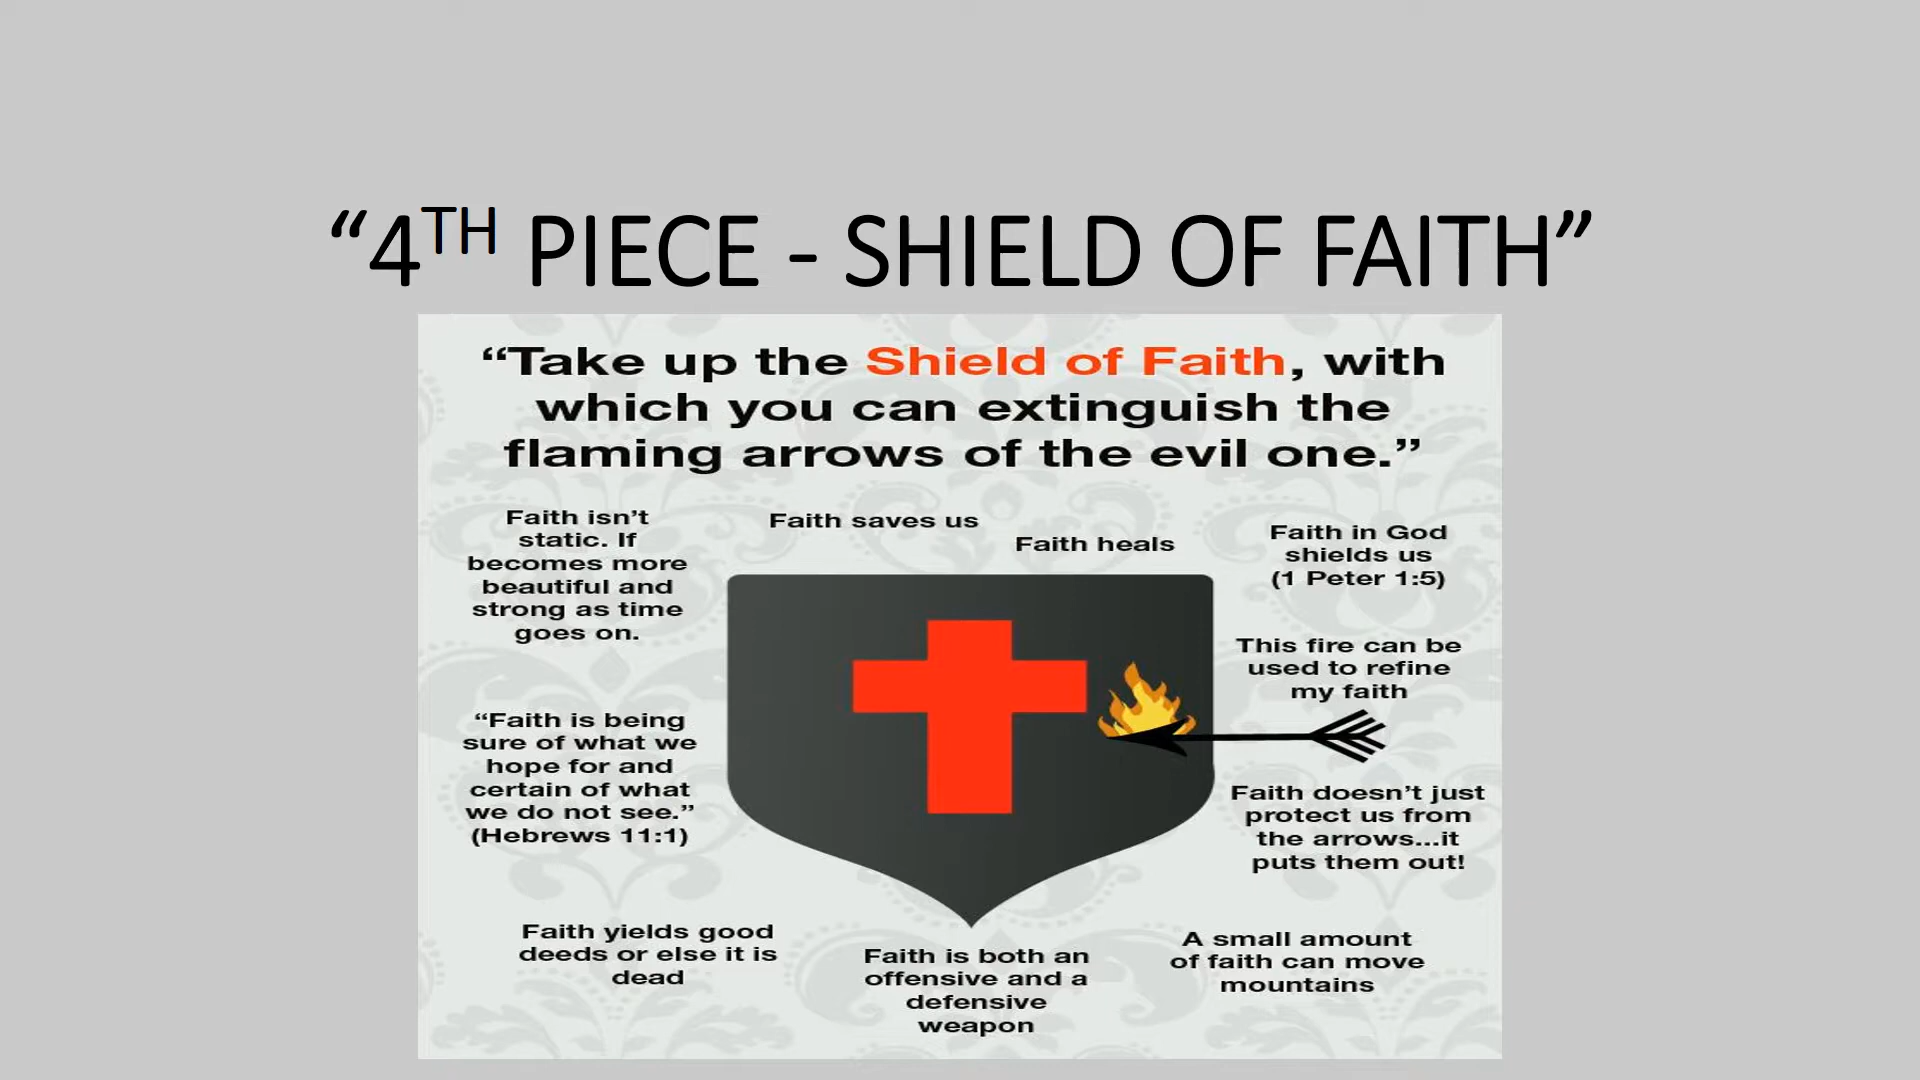 “4TH PIECE - SHIELD OF FAITH”
“Take up the Shield of Faith, with
which you can extinguish the
flaming arrows of the evil one.”
Faith isn’t
static. If
becomes more
beautiful and
strong as time
goes on.
Faith saves us
Faith heals
Faith in God
shields us
(1 Peter 1:5)
This fire can be
used to refine
my faith
“Faith is being
sure of what we
hope for and
certain of what
we do not see.”
(Hebrews 11:1)
Faith doesn’t just
protect us from
the arrows...it
puts them out!
Faith yields good
deeds or else it is
dead
Faith is both an
offensive and a
defensive
weapon
A small amount
of faith can move
mountains